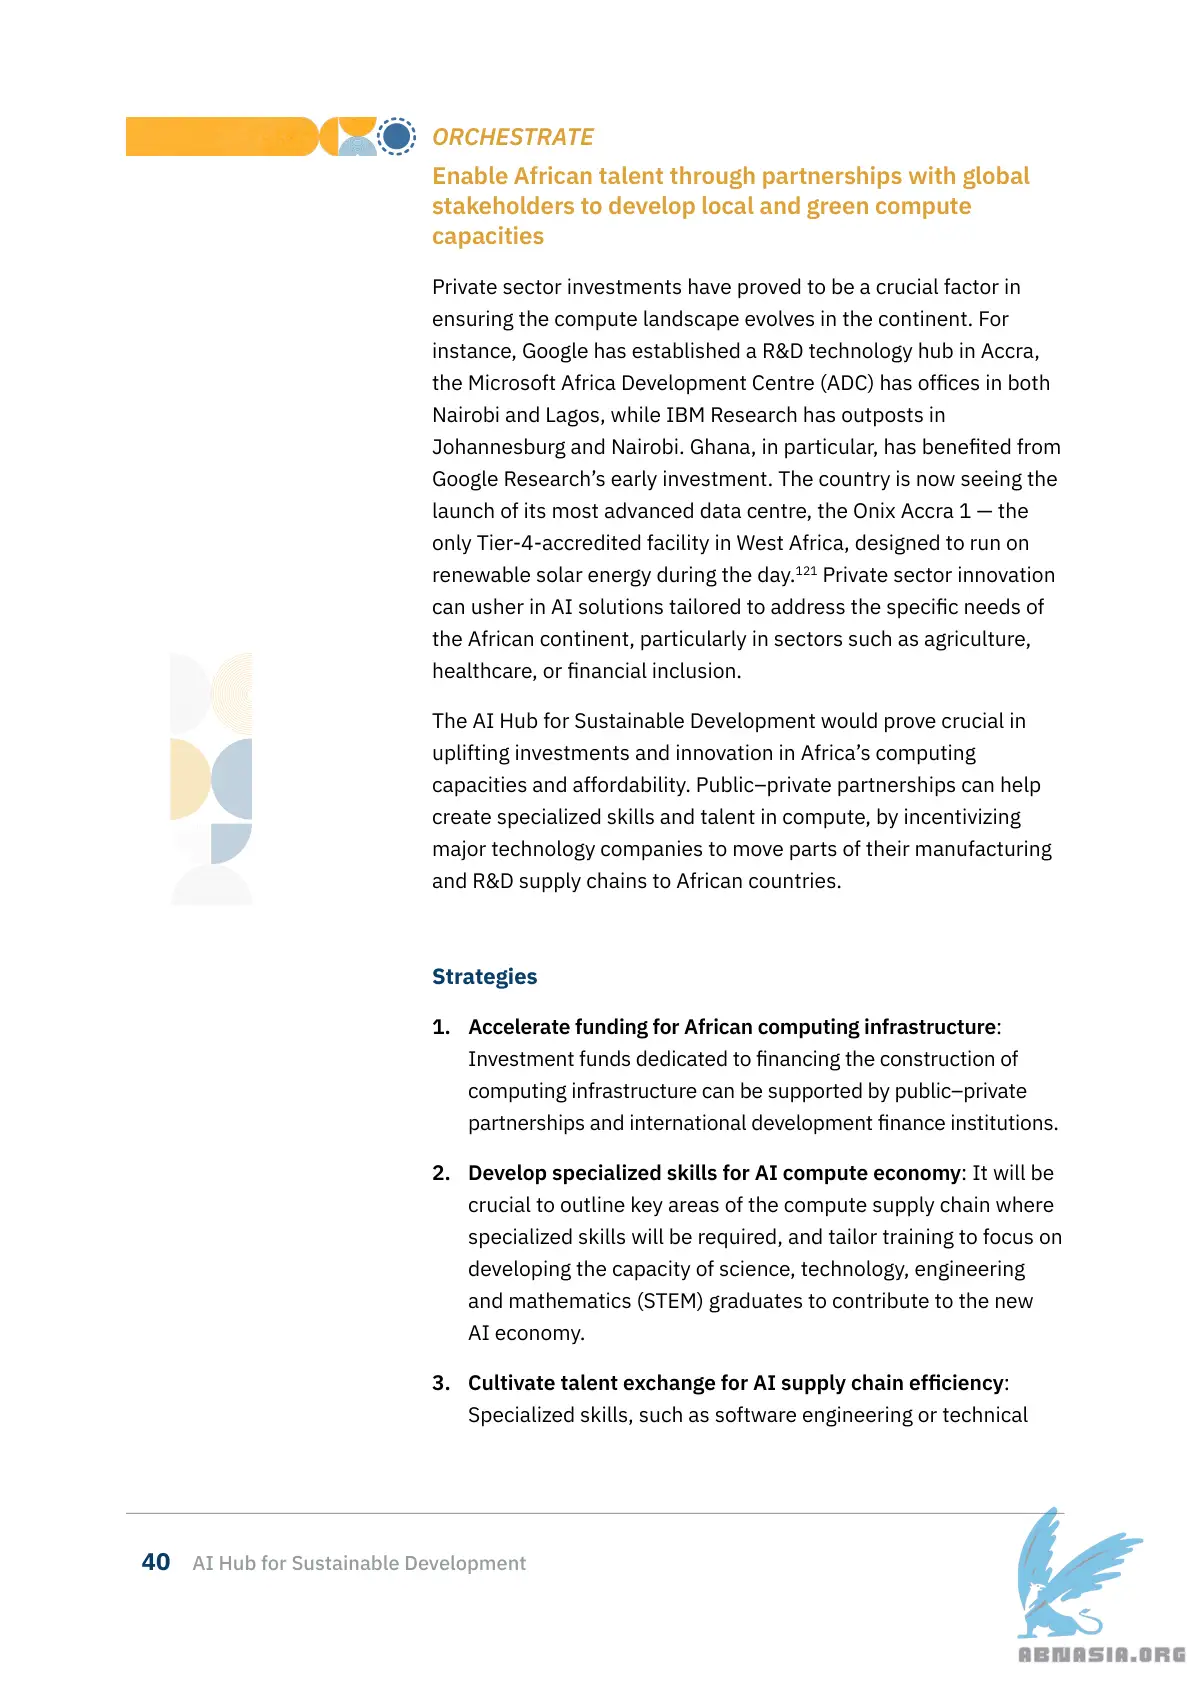 ORCHESTRATE
Enable African talent through partnerships with global
stakeholders to develop local and green compute
capacities
Private sector investments have proved to be a crucial factor in
ensuring the compute landscape evolves in the continent. For
instance, Google has established a R&D technology hub in Accra,
the Microsoft Africa Development Centre (ADC) has offices in both
Nairobi and Lagos, while IBM Research has outposts in
Johannesburg and Nairobi. Ghana, in particular, has benefited from
Google Research’s early investment. The country is now seeing the
launch of its most advanced data centre, the Onix Accra 1 — the
only Tier-4-accredited facility in West Africa, designed to run on
renewable solar energy during the day.121 Private sector innovation
can usher in AI solutions tailored to address the specific needs of
the African continent, particularly in sectors such as agriculture,
healthcare, or financial inclusion.
The AI Hub for Sustainable Development would prove crucial in
uplifting investments and innovation in Africa’s computing
capacities and affordability. Public–private partnerships can help
create specialized skills and talent in compute, by incentivizing
major technology companies to move parts of their manufacturing
and R&D supply chains to African countries.
Strategies
1. Accelerate funding for African computing infrastructure:
Investment funds dedicated to financing the construction of
computing infrastructure can be supported by public–private
partnerships and international development finance institutions.
2. Develop specialized skills for AI compute economy: It will be
crucial to outline key areas of the compute supply chain where
specialized skills will be required, and tailor training to focus on
developing the capacity of science, technology, engineering
and mathematics (STEM) graduates to contribute to the new
AI economy.
3. Cultivate talent exchange for AI supply chain efficiency:
Specialized skills, such as software engineering or technical
40 AI Hub for Sustainable Development
ABNASIA.ORG